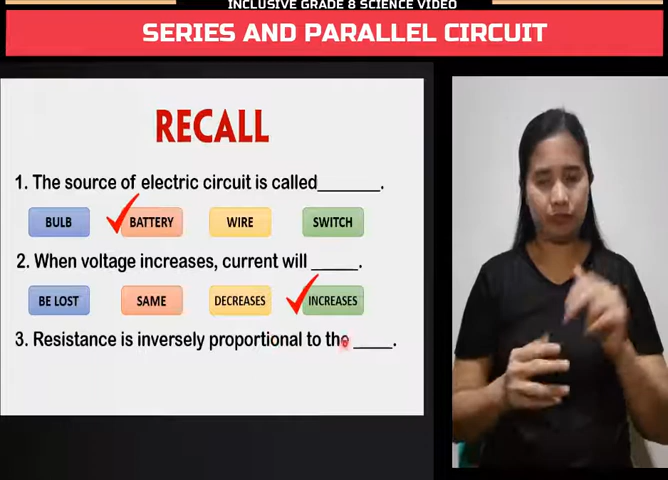 INCLUSIVE GRADE 8 SCIENCE VIDEO
SERIES AND PARALLEL CIRCUIT
RECALL
1. The source of electric circuit is called_______.
BULB BATTERY WIRE SWITCH
2. When voltage increases, current will _____.
BE LOST SAME DECREASES INCREASES
3. Resistance is inversely proportional to the ____.